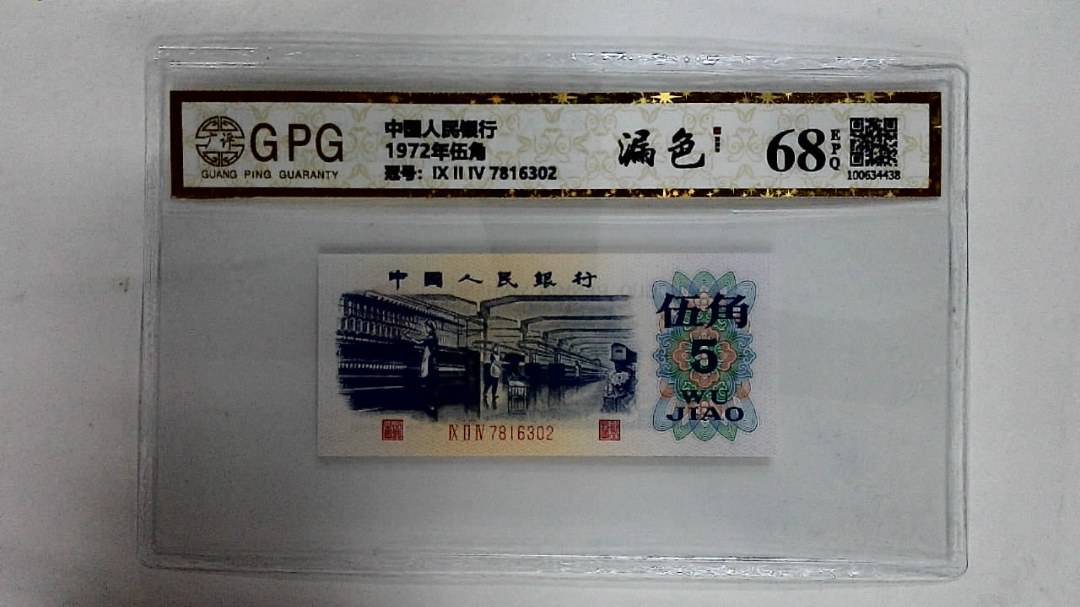 GPG
GUANG PING GUARANTY
中國人民银行
1972年伍角
冠号：IX II IV 7816302
漏色
68
EPQ
100634438
中國人民銀行
伍角
5
WU
JIAO
IX II IV 7816302